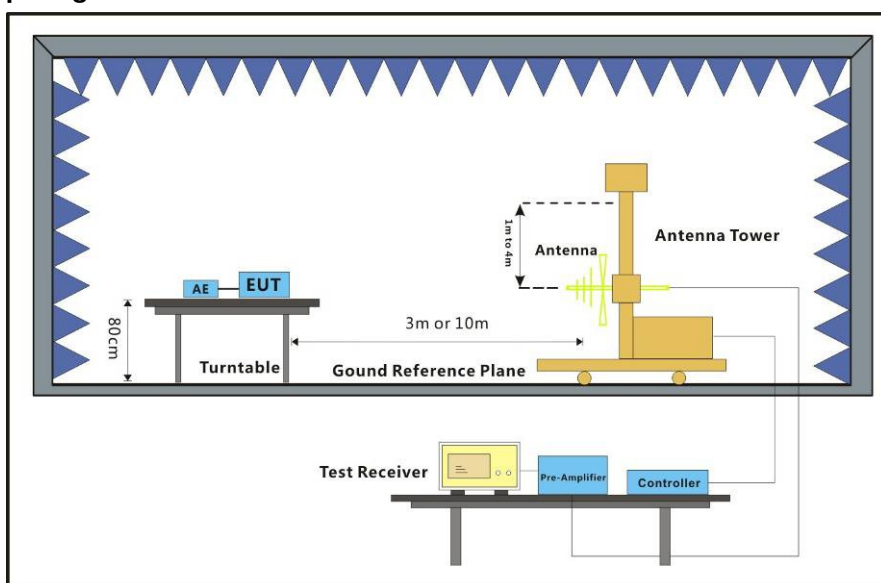 1m to 4m
Antenna
Antenna Tower
AE
EUT
80cm
3m or 10m
Turntable
Gound Reference Plane
Test Receiver
Pre-Amplifier
Controller